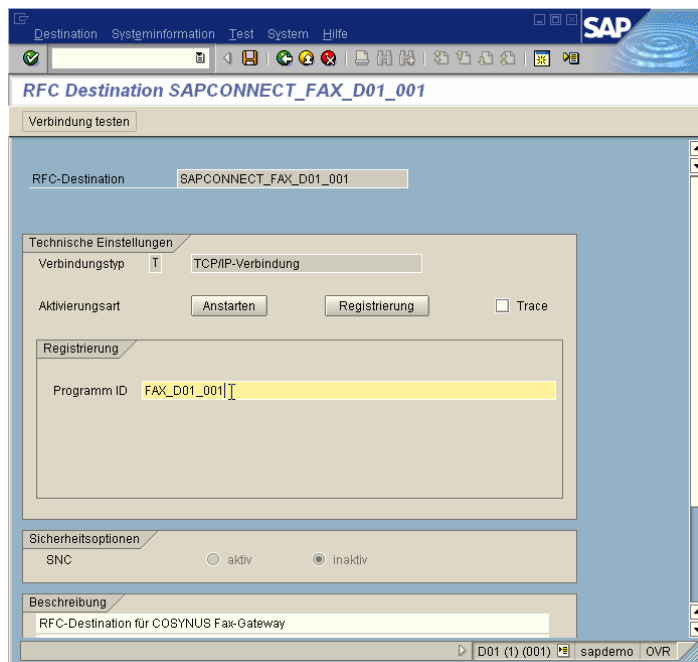 Destination Systeminformation Test System Hilfe
SAP
RFC Destination SAPCONNECT_FAX_D01_001
Verbindung testen
RFC-Destination SAPCONNECT_FAX_D01_001
Technische Einstellungen
Verbindungstyp T TCP/IP-Verbindung
Aktivierungsart Anstarten Registrierung Trace
Registrierung
Programm ID FAX_D01_001
Sicherheitsoptionen
SNC aktiv inaktiv
Beschreibung
RFC-Destination für COSYNUS Fax-Gateway
D01 (1) (001) sapdemo OVR